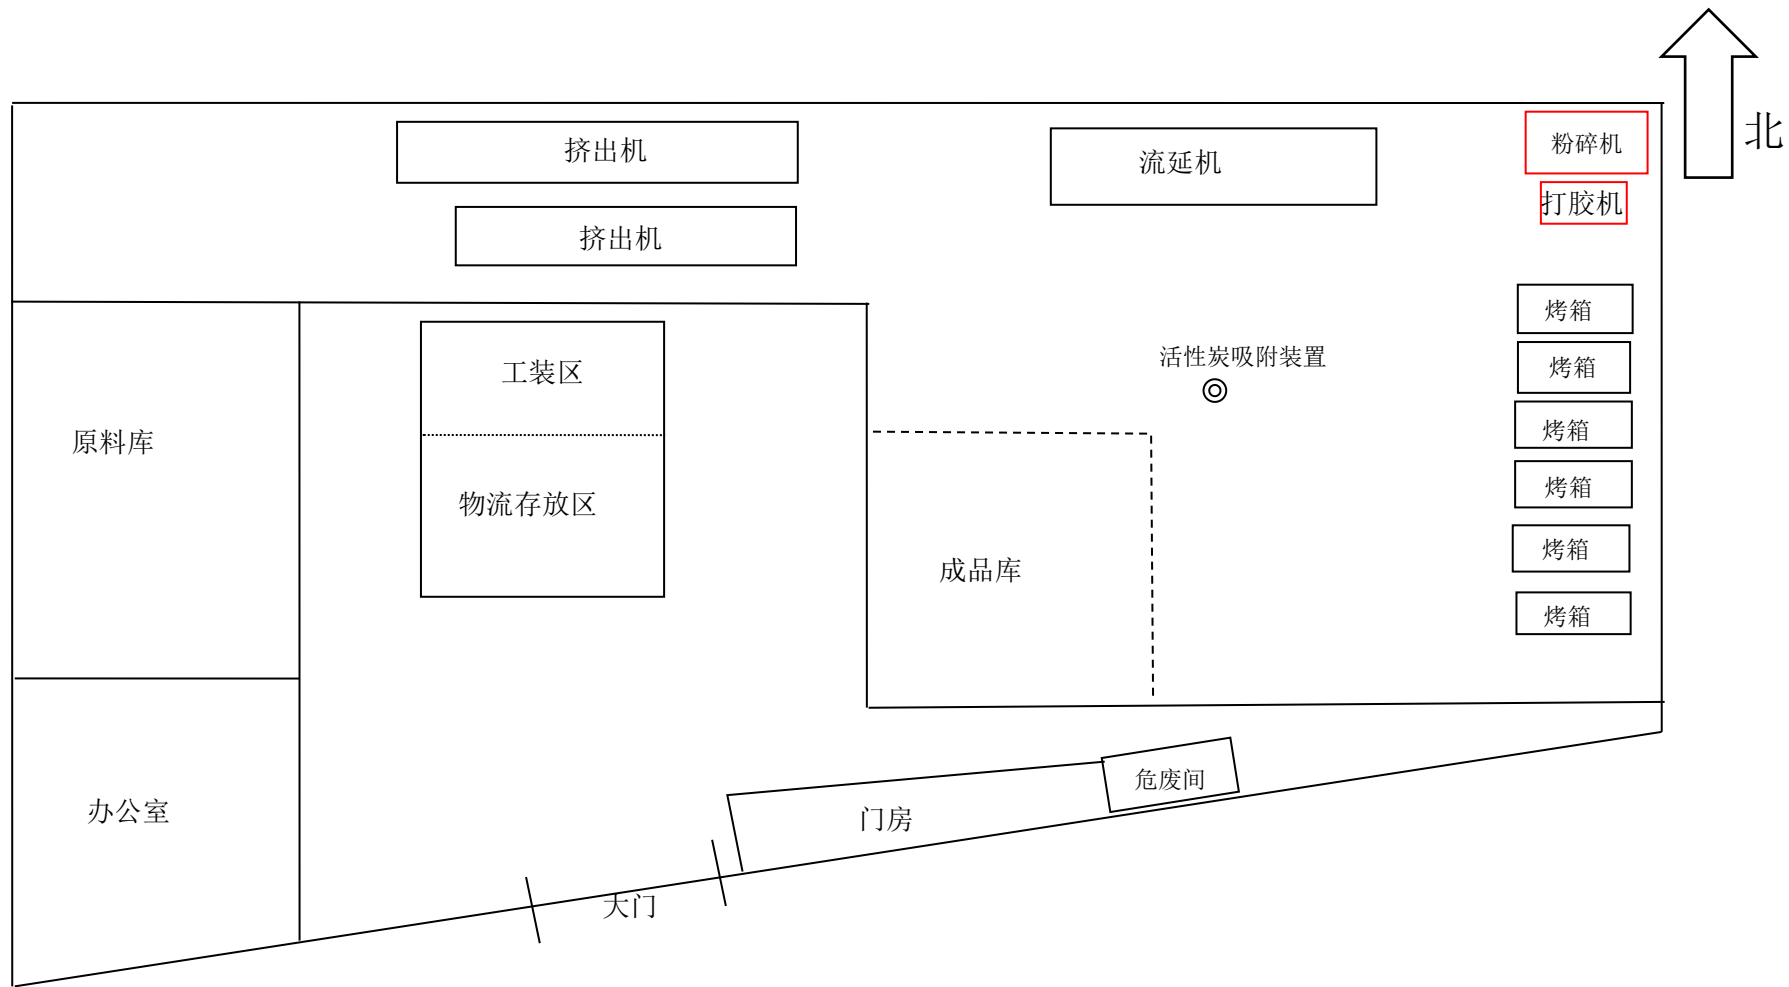 北
挤出机
流延机
粉碎机
打胶机
挤出机
烤箱
活性炭吸附装置
烤箱
工装区
烤箱
原料库
烤箱
物流存放区
烤箱
成品库
烤箱
危废间
办公室
门房
大门